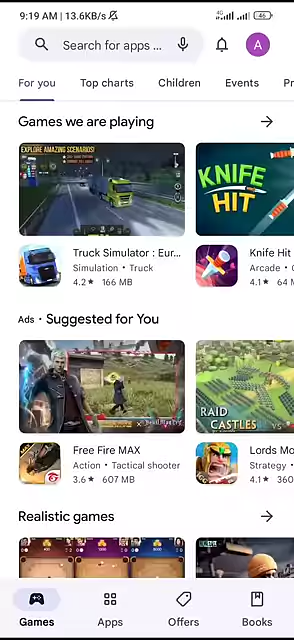 9:19 AM | 13.6KB/s
4G
46
Search for apps ...
A
For you
Top charts
Children
Events
Pr
Games we are playing
EXPLORE AMAZING SCENARIOS!
KNIFE
HIT
Truck Simulator : Eur...
Simulation • Truck
4.2★ 166 MB
Knife Hit
Arcade •
4.1★ 64
Ads • Suggested for You
RAID
CASTLES
VS
Free Fire MAX
Action • Tactical shooter
3.6★ 607 MB
Lords Mo
Strategy •
4.1★ 360
Realistic games
Games
Apps
Offers
Books